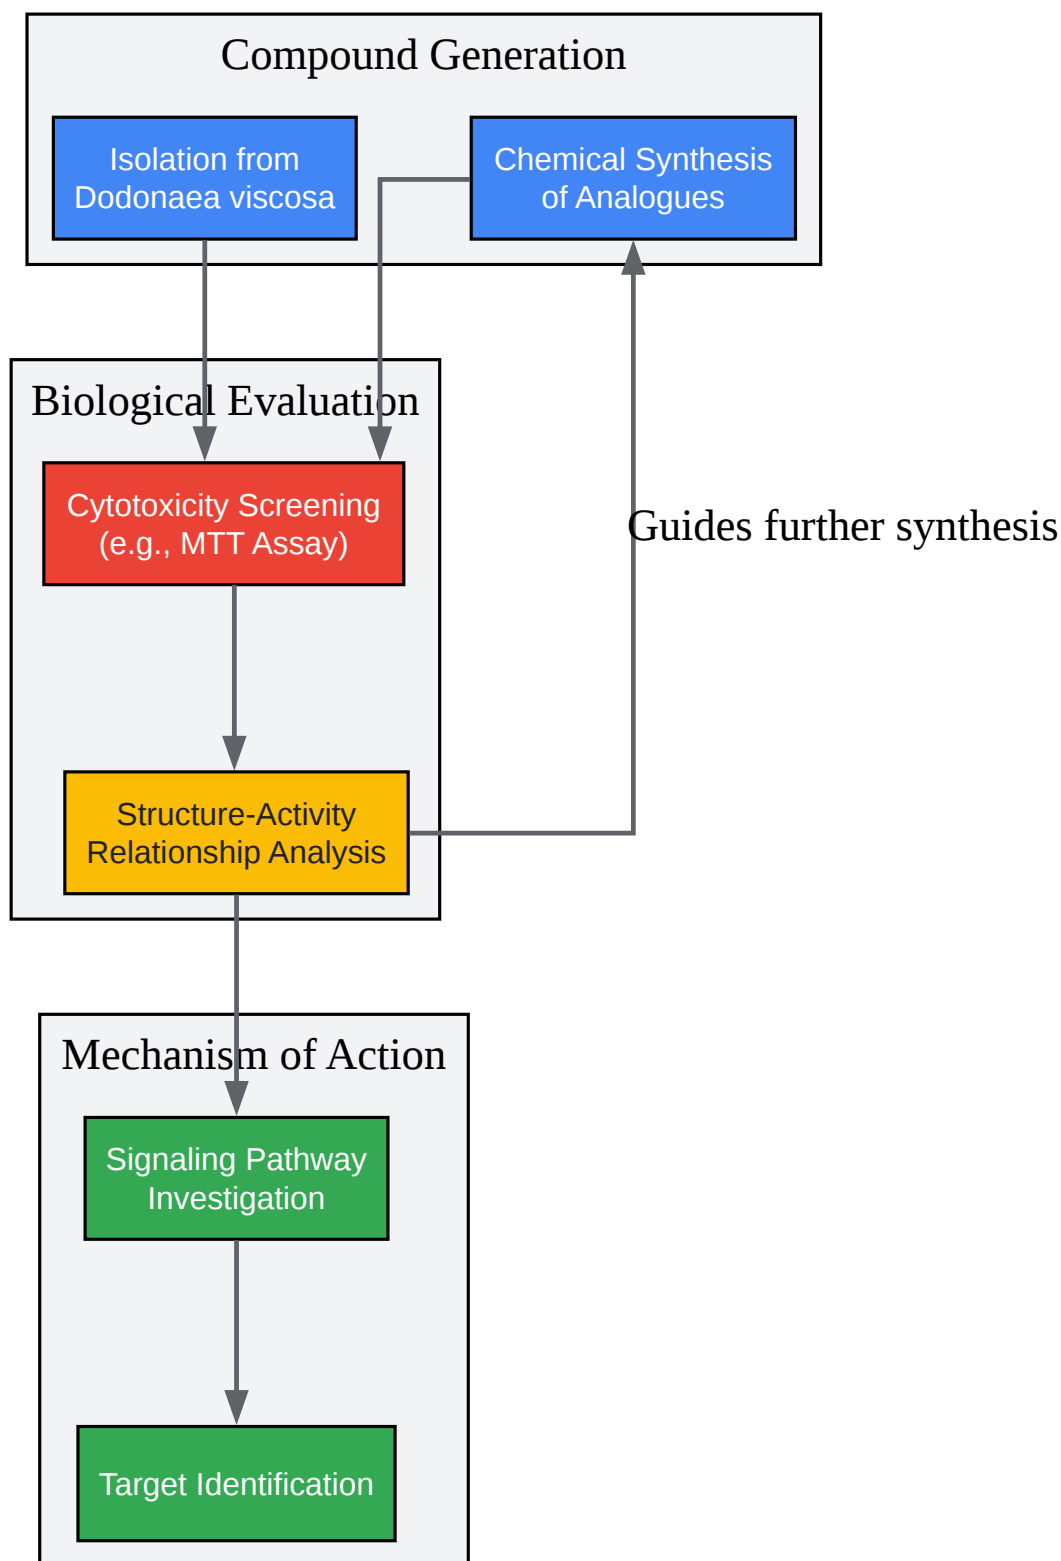 Compound Generation
Isolation from
Dodonaea viscosa
Chemical Synthesis
of Analogues
Biological Evaluation
Cytotoxicity Screening
(e.g., MTT Assay)
Guides further synthesis
Structure-Activity
Relationship Analysis
Mechanism of Action
Signaling Pathway
Investigation
Target Identification